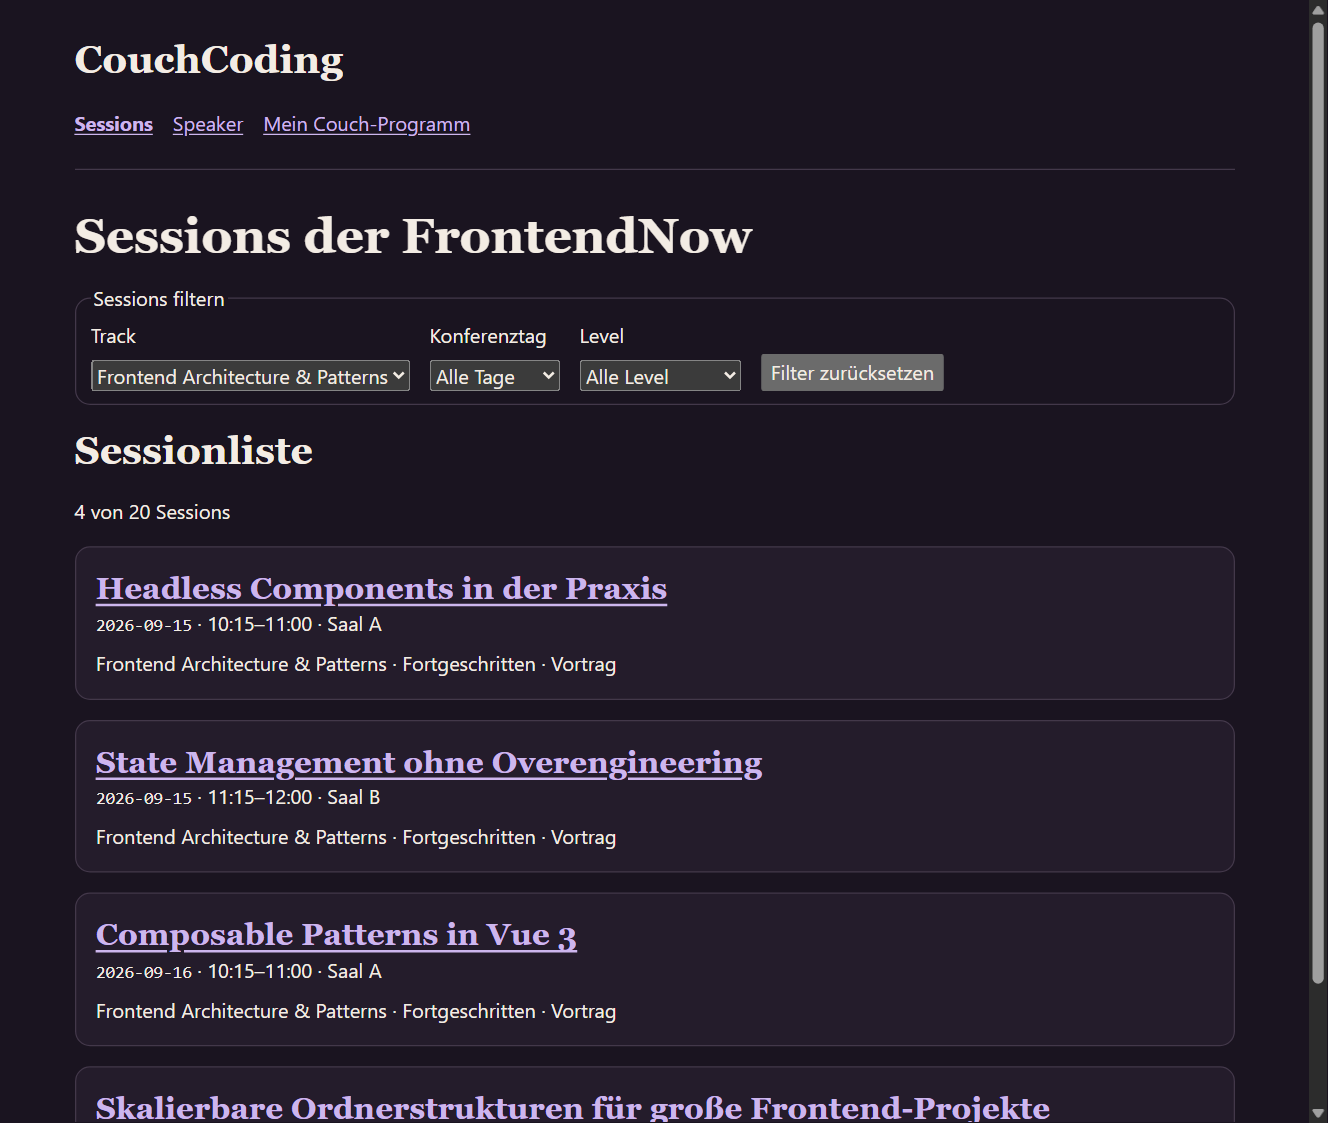 CouchCoding
Sessions Speaker Mein Couch-Programm
Sessions der FrontendNow
Sessions filtern
Track Konferenztag Level
Frontend Architecture & Patterns Alle Tage Alle Level Filter zurücksetzen
Sessionliste
4 von 20 Sessions
Headless Components in der Praxis
2026-09-15 · 10:15–11:00 · Saal A
Frontend Architecture & Patterns · Fortgeschritten · Vortrag
State Management ohne Overengineering
2026-09-15 · 11:15–12:00 · Saal B
Frontend Architecture & Patterns · Fortgeschritten · Vortrag
Composable Patterns in Vue 3
2026-09-16 · 10:15–11:00 · Saal A
Frontend Architecture & Patterns · Fortgeschritten · Vortrag
Skalierbare Ordnerstrukturen für große Frontend-Projekte